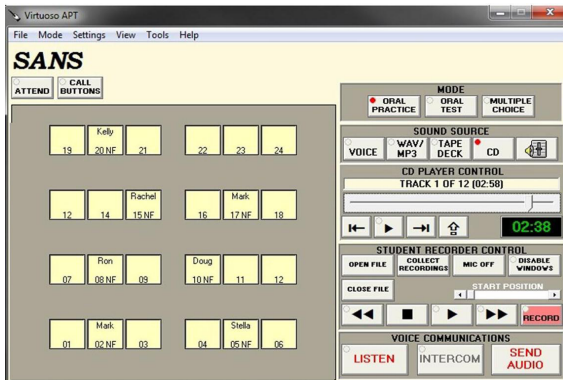 Virtuoso APT
File Mode Settings View Tools Help
SANS
ATTEND
CALL
BUTTONS
Kelly
19 20 NF 21 22 23 24
Rachel Mark
12 14 15 NF 16 17 NF 18
Ron Doug
07 08 NF 09 10 NF 11 12
Mark Stella
01 02 NF 03 04 05 NF 06
MODE
ORAL
PRACTICE
ORAL
TEST
MULTIPLE
CHOICE
SOUND SOURCE
VOICE
WAV/
MP3
TAPE
DECK
CD
CD PLAYER CONTROL
TRACK 1 OF 12 (02:58)
02:38
STUDENT RECORDER CONTROL
OPEN FILE
COLLECT
RECORDINGS
MIC OFF
DISABLE
WINDOWS
CLOSE FILE
START POSITION
RECORD
VOICE COMMUNICATIONS
LISTEN
INTERCOM
SEND
AUDIO